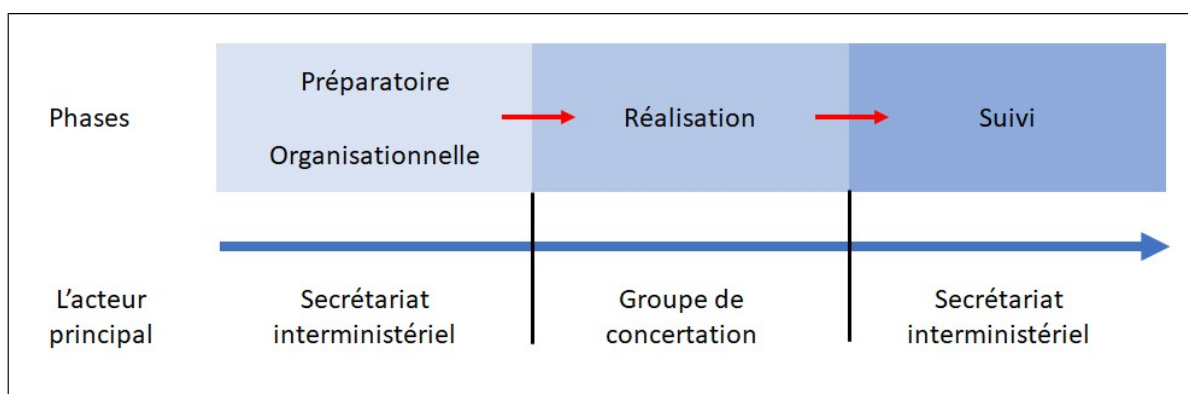 Phases
Préparatoire
Organisationnelle
Réalisation
Suivi
L’acteur
principal
Secrétariat
interministériel
Groupe de
concertation
Secrétariat
interministériel